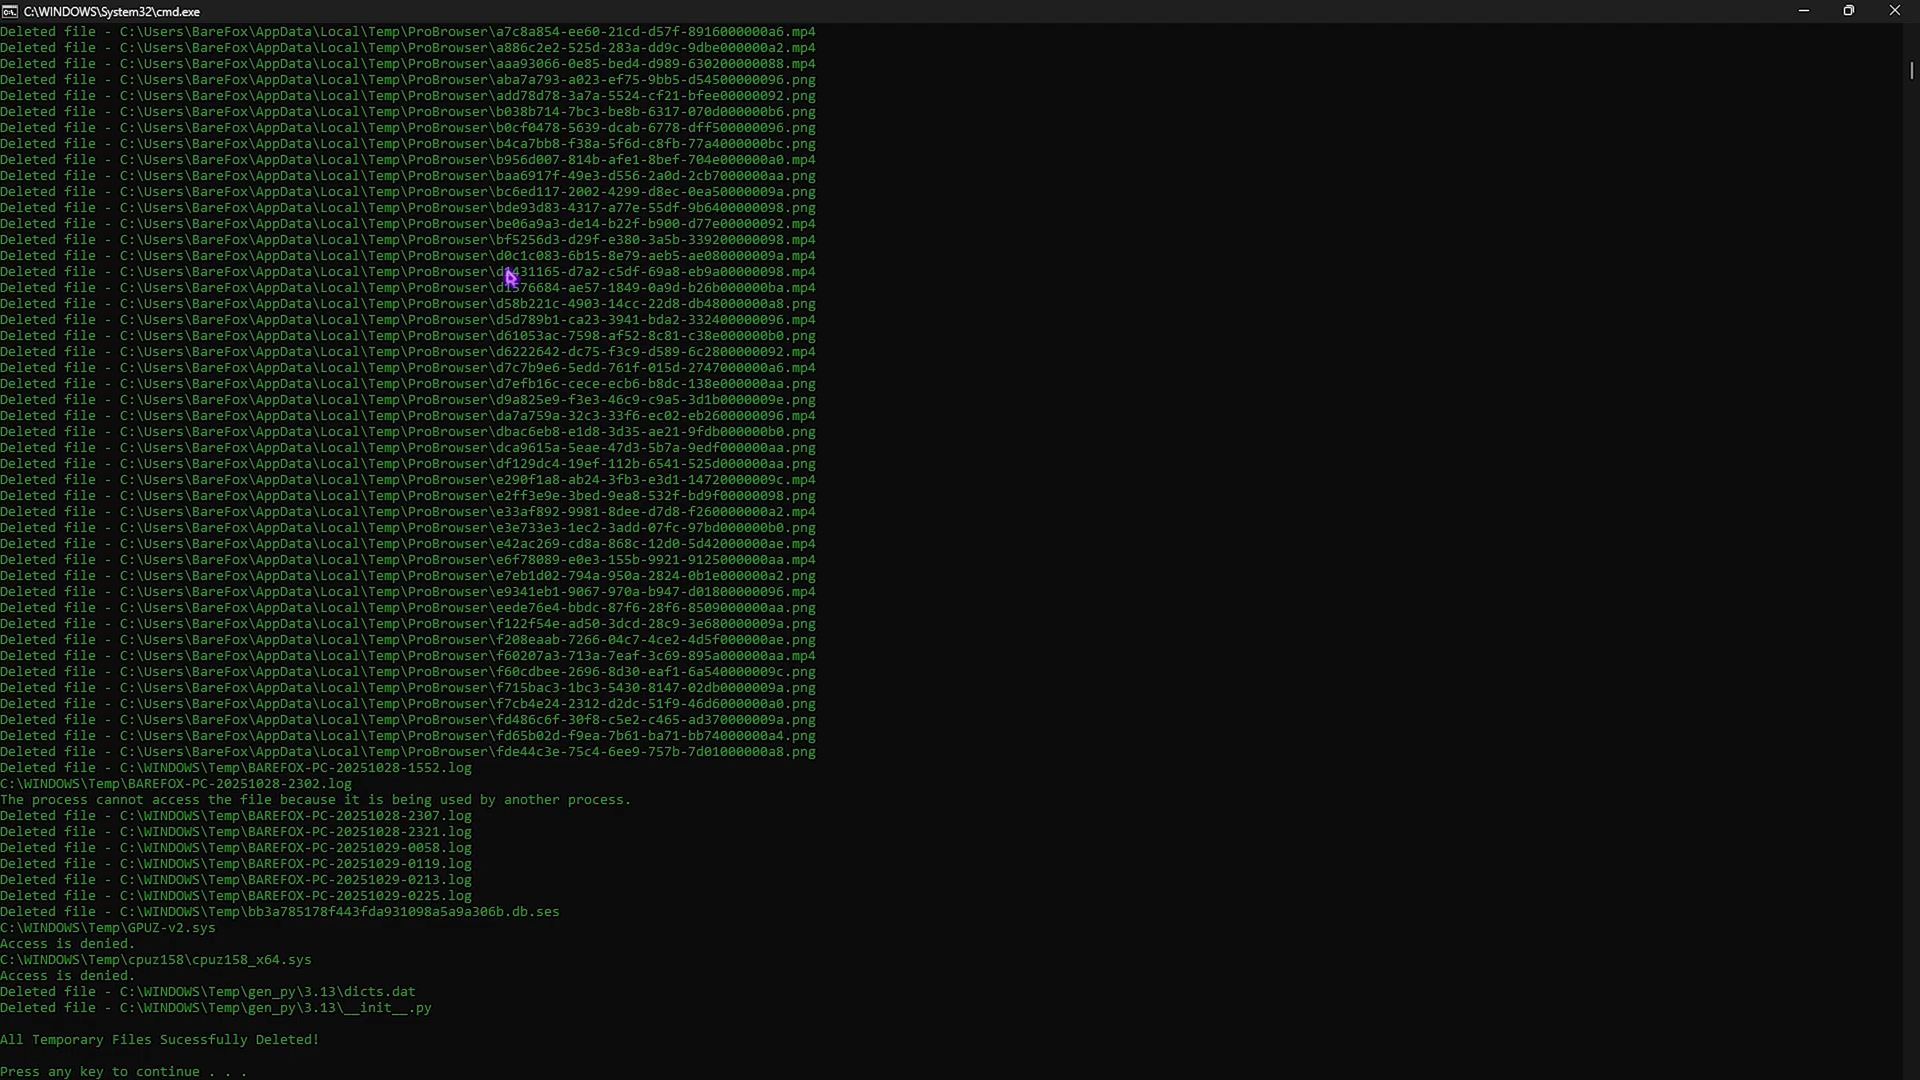 C:\WINDOWS\System32\cmd.exe
Deleted file - C:\Users\BareFox\AppData\Local\Temp\ProBrowser\a7c8a854-ee60-21cd-d57f-8916000000a6.mp4
Deleted file - C:\Users\BareFox\AppData\Local\Temp\ProBrowser\a886c2e2-525d-283a-dd9c-9dbe000000a2.mp4
Deleted file - C:\Users\BareFox\AppData\Local\Temp\ProBrowser\aaa93066-0e85-bed4-d989-630200000088.mp4
Deleted file - C:\Users\BareFox\AppData\Local\Temp\ProBrowser\aba7a793-a023-ef75-9bb5-d54500000096.png
Deleted file - C:\Users\BareFox\AppData\Local\Temp\ProBrowser\add78d78-3a7a-5524-cf21-bfee00000092.png
Deleted file - C:\Users\BareFox\AppData\Local\Temp\ProBrowser\b038b714-7bc3-be8b-6317-070d000000b6.png
Deleted file - C:\Users\BareFox\AppData\Local\Temp\ProBrowser\b0cf0478-5639-dcab-6778-dff500000096.png
Deleted file - C:\Users\BareFox\AppData\Local\Temp\ProBrowser\b4ca7bb8-f38a-5f6d-c8fb-77a4000000bc.png
Deleted file - C:\Users\BareFox\AppData\Local\Temp\ProBrowser\b956d007-814b-afe1-8bef-704e000000a0.mp4
Deleted file - C:\Users\BareFox\AppData\Local\Temp\ProBrowser\baa6917f-49e3-d556-2a0d-2cb7000000aa.png
Deleted file - C:\Users\BareFox\AppData\Local\Temp\ProBrowser\bc6ed117-2002-4299-d8ec-0ea50000009a.png
Deleted file - C:\Users\BareFox\AppData\Local\Temp\ProBrowser\bde93d83-4317-a77e-55df-9b6400000098.png
Deleted file - C:\Users\BareFox\AppData\Local\Temp\ProBrowser\be06a9a3-de14-b22f-b900-d77e00000092.mp4
Deleted file - C:\Users\BareFox\AppData\Local\Temp\ProBrowser\bf5256d3-d29f-e380-3a5b-339200000098.mp4
Deleted file - C:\Users\BareFox\AppData\Local\Temp\ProBrowser\d0c1c083-6b15-8e79-aeb5-ae080000009a.mp4
Deleted file - C:\Users\BareFox\AppData\Local\Temp\ProBrowser\d1431165-d7a2-c5df-69a8-eb9a00000098.mp4
Deleted file - C:\Users\BareFox\AppData\Local\Temp\ProBrowser\d1576684-ae57-1849-0a9d-b26b000000ba.mp4
Deleted file - C:\Users\BareFox\AppData\Local\Temp\ProBrowser\d58b221c-4903-14cc-22d8-db48000000a8.png
Deleted file - C:\Users\BareFox\AppData\Local\Temp\ProBrowser\d5d789b1-ca23-3941-bda2-332400000096.mp4
Deleted file - C:\Users\BareFox\AppData\Local\Temp\ProBrowser\d61053ac-7598-af52-8c81-c38e000000b0.png
Deleted file - C:\Users\BareFox\AppData\Local\Temp\ProBrowser\d6222642-dc75-f3c9-d589-6c2800000092.mp4
Deleted file - C:\Users\BareFox\AppData\Local\Temp\ProBrowser\d7c7b9e6-5edd-761f-015d-2747000000a6.mp4
Deleted file - C:\Users\BareFox\AppData\Local\Temp\ProBrowser\d7efb16c-cece-ecb6-b8dc-138e000000aa.png
Deleted file - C:\Users\BareFox\AppData\Local\Temp\ProBrowser\d9a825e9-f3e3-46c9-c9a5-3d1b0000009e.png
Deleted file - C:\Users\BareFox\AppData\Local\Temp\ProBrowser\da7a759a-32c3-33f6-ec02-eb2600000096.mp4
Deleted file - C:\Users\BareFox\AppData\Local\Temp\ProBrowser\dbac6eb8-e1d8-3d35-ae21-9fdb000000b0.png
Deleted file - C:\Users\BareFox\AppData\Local\Temp\ProBrowser\dca9615a-5eae-47d3-5b7a-9edf000000aa.png
Deleted file - C:\Users\BareFox\AppData\Local\Temp\ProBrowser\df129dc4-19ef-112b-6541-525d000000aa.png
Deleted file - C:\Users\BareFox\AppData\Local\Temp\ProBrowser\e290f1a8-ab24-3fb3-e3d1-14720000009c.mp4
Deleted file - C:\Users\BareFox\AppData\Local\Temp\ProBrowser\e2ff3e9e-3bed-9ea8-532f-bd9f00000098.png
Deleted file - C:\Users\BareFox\AppData\Local\Temp\ProBrowser\e33af892-9981-8dee-d7d8-f260000000a2.mp4
Deleted file - C:\Users\BareFox\AppData\Local\Temp\ProBrowser\e3e733e3-1ec2-3add-07fc-97bd000000b0.png
Deleted file - C:\Users\BareFox\AppData\Local\Temp\ProBrowser\e42ac269-cd8a-868c-12d0-5d42000000ae.mp4
Deleted file - C:\Users\BareFox\AppData\Local\Temp\ProBrowser\e6f78089-e0e3-155b-9921-9125000000aa.mp4
Deleted file - C:\Users\BareFox\AppData\Local\Temp\ProBrowser\e7eb1d02-794a-950a-2824-0b1e000000a2.png
Deleted file - C:\Users\BareFox\AppData\Local\Temp\ProBrowser\e9341eb1-9067-970a-b947-d01800000096.mp4
Deleted file - C:\Users\BareFox\AppData\Local\Temp\ProBrowser\eede76e4-bbdc-87f6-28f6-8509000000aa.png
Deleted file - C:\Users\BareFox\AppData\Local\Temp\ProBrowser\f122f54e-ad50-3dcd-28c9-3e680000009a.png
Deleted file - C:\Users\BareFox\AppData\Local\Temp\ProBrowser\f208eaab-7266-04c7-4ce2-4d5f000000ae.png
Deleted file - C:\Users\BareFox\AppData\Local\Temp\ProBrowser\f60207a3-713a-7eaf-3c69-895a000000aa.mp4
Deleted file - C:\Users\BareFox\AppData\Local\Temp\ProBrowser\f60cdbee-2696-8d30-eaf1-6a540000009c.png
Deleted file - C:\Users\BareFox\AppData\Local\Temp\ProBrowser\f715bac3-1bc3-5430-8147-02db0000009a.png
Deleted file - C:\Users\BareFox\AppData\Local\Temp\ProBrowser\f7cb4e24-2312-d2dc-51f9-46d6000000a0.png
Deleted file - C:\Users\BareFox\AppData\Local\Temp\ProBrowser\fd486c6f-30f8-c5e2-c465-ad370000009a.png
Deleted file - C:\Users\BareFox\AppData\Local\Temp\ProBrowser\fd65b02d-f9ea-7b61-ba71-bb74000000a4.png
Deleted file - C:\Users\BareFox\AppData\Local\Temp\ProBrowser\fde44c3e-75c4-6ee9-757b-7d01000000a8.png
Deleted file - C:\WINDOWS\Temp\BAREFOX-PC-20251028-1552.log
C:\WINDOWS\Temp\BAREFOX-PC-20251028-2302.log
The process cannot access the file because it is being used by another process.
Deleted file - C:\WINDOWS\Temp\BAREFOX-PC-20251028-2307.log
Deleted file - C:\WINDOWS\Temp\BAREFOX-PC-20251028-2321.log
Deleted file - C:\WINDOWS\Temp\BAREFOX-PC-20251029-0058.log
Deleted file - C:\WINDOWS\Temp\BAREFOX-PC-20251029-0119.log
Deleted file - C:\WINDOWS\Temp\BAREFOX-PC-20251029-0213.log
Deleted file - C:\WINDOWS\Temp\BAREFOX-PC-20251029-0225.log
Deleted file - C:\WINDOWS\Temp\bb3a785178f443fda931098a5a9a306b.db.ses
C:\WINDOWS\Temp\GPUZ-v2.sys
Access is denied.
C:\WINDOWS\Temp\cpuz158\cpuz158_x64.sys
Access is denied.
Deleted file - C:\WINDOWS\Temp\gen_py\3.13\dicts.dat
Deleted file - C:\WINDOWS\Temp\gen_py\3.13\__init__.py
All Temporary Files Sucessfully Deleted!
Press any key to continue . . .